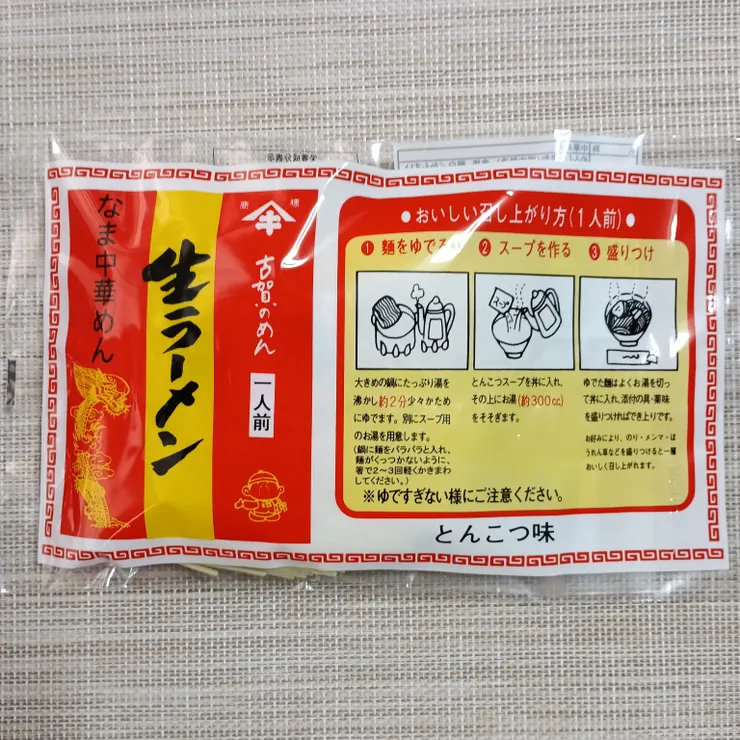 なま中華めん
生ラーメン
商標
古賀のめん
一人前
●おいしい召し上がり方(1人前)●
1 麺をゆでる
2 スープを作る
3 盛りつけ
スープ
大きめの鍋にたっぷり湯を
沸かし約2分少々かため
にゆでます。別にスープ用
のお湯を用意します。
(鍋に麺をバラバラと入れ、
麺がくっつかないように、
箸で2〜3回軽くかきまわ
してください。)
とんこつスープを丼に入れ、
その上にお湯(約300cc)
をそそぎます。
ゆでた麺はよくお湯を切っ
て丼に入れ、添付の具・薬味
を盛りつければでき上りです。
お好みにより、のり・メンマ・ほ
うれん草などを盛りつけると一層
おいしく召し上がれます。
※ゆですぎない様にご注意ください。
とんこつ味